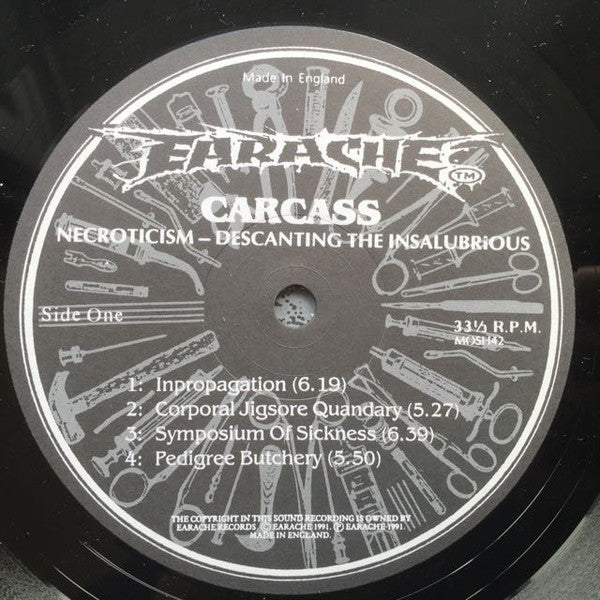 Made In England
EARACHE TM
CARCASS
NECROTICISM – DESCANTING THE INSALUBRiOUS
Side One
33⅓ R.P.M.
MOSH42
1: Inpropagation (6.19)
2: Corporal Jigsore Quandary (5.27)
3: Symposium Of Sickness (6.39)
4: Pedigree Butchery (5.50)
THE COPYRIGHT IN THIS SOUND RECORDING IS OWNED BY
EARACHE RECORDS. Ⓒ EARACHE 1991. Ⓟ EARACHE 1991.
MADE IN ENGLAND.